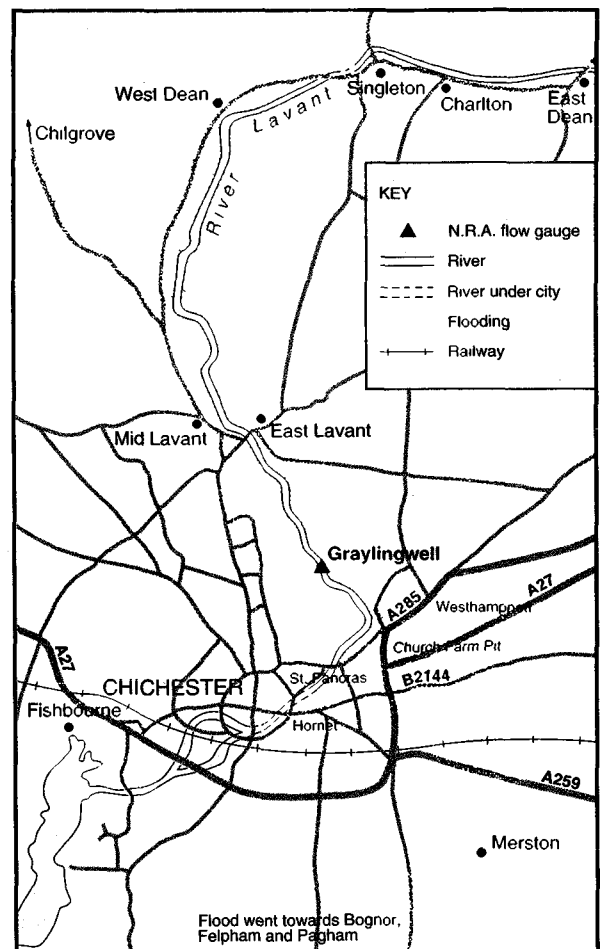 West Dean
Singleton
Charlton
East
Dean
Chilgrove
River Lavant
KEY
N.R.A. flow gauge
River
River under city
Flooding
Railway
Mid Lavant
East Lavant
Graylingwell
A285
Westhampnett
A27
Church Farm Pit
A27
St. Pancras
B2144
CHICHESTER
Fishbourne
Hornet
A259
Merston
Flood went towards Bognor,
Felpham and Pagham